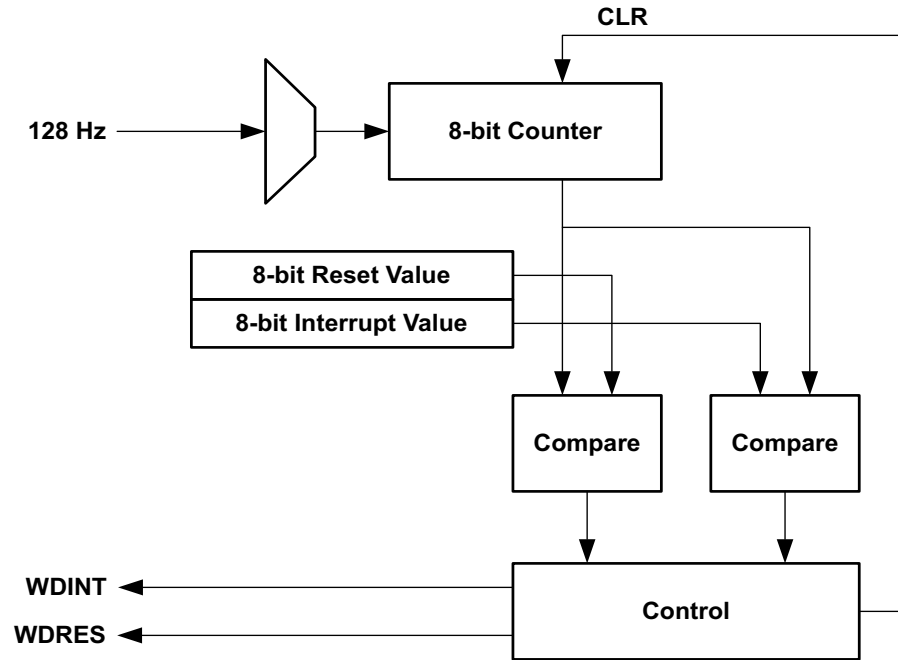 CLR
128 Hz
8-bit Counter
8-bit Reset Value
8-bit Interrupt Value
Compare
Compare
WDINT
Control
WDRES